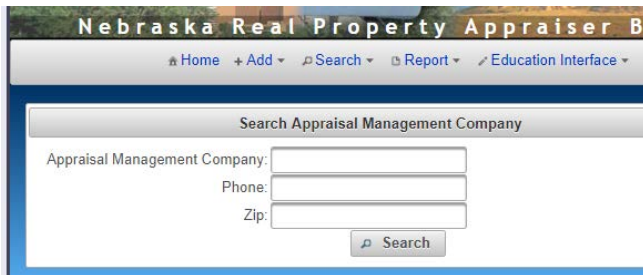 Nebraska Real Property Appraiser B
Home Add Search Report Education Interface
Search Appraisal Management Company
Appraisal Management Company:
Phone:
Zip:
Search